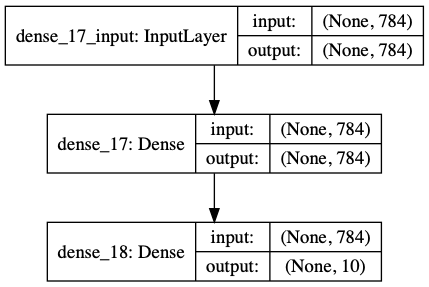 dense_17_input: InputLayer
input: (None, 784)
output: (None, 784)
dense_17: Dense
input: (None, 784)
output: (None, 784)
dense_18: Dense
input: (None, 784)
output: (None, 10)